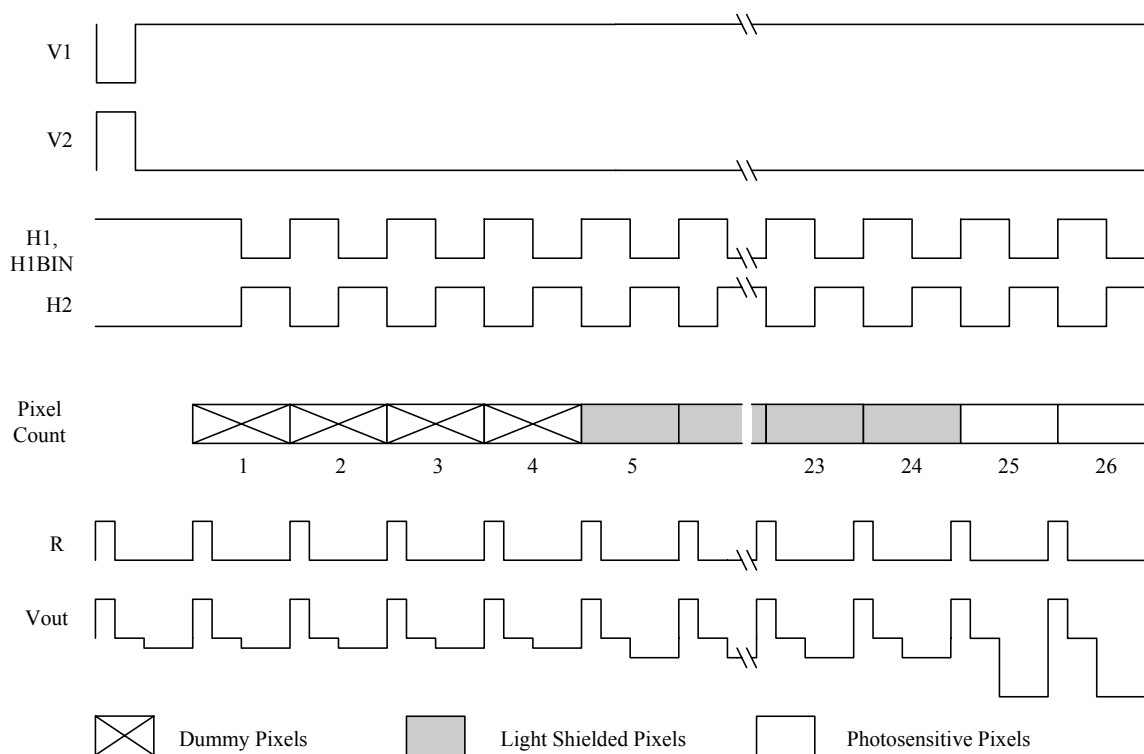 V1
V2
H1,
H1BIN
H2
Pixel
Count
1 2 3 4 5 23 24 25 26
R
Vout
Dummy Pixels Light Shielded Pixels Photosensitive Pixels